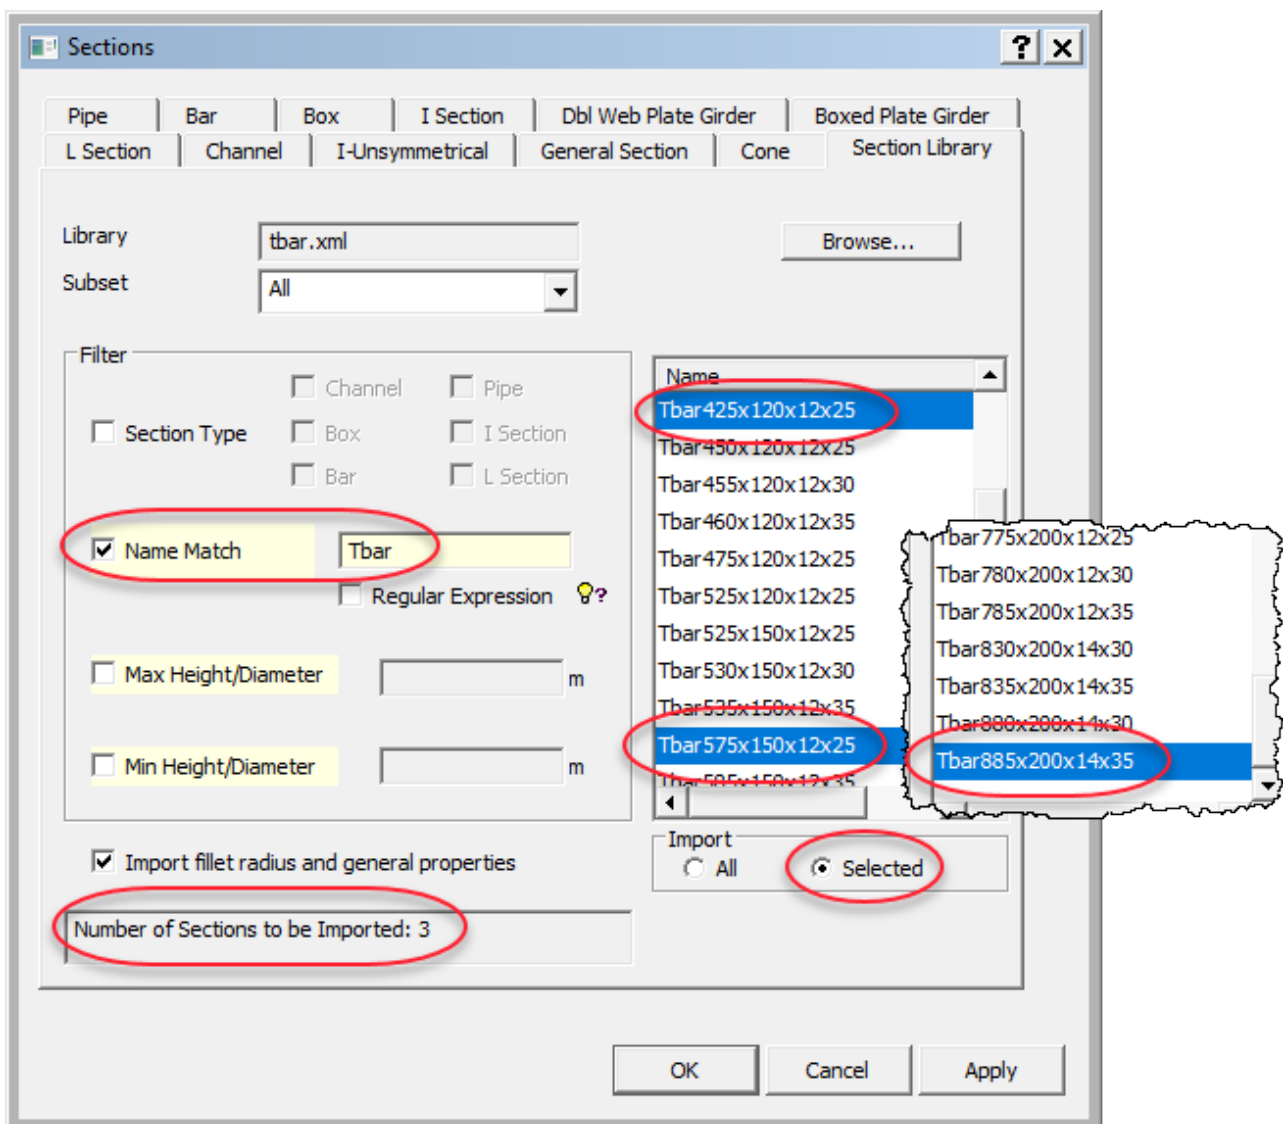 Sections
Pipe Bar Box I Section Dbl Web Plate Girder Boxed Plate Girder
L Section Channel I-Unsymmetrical General Section Cone Section Library
Library tbar.xml Browse...
Subset All
Filter
Channel Pipe
Section Type Box I Section
Bar L Section
Name Match Tbar
Regular Expression ?
Max Height/Diameter m
Min Height/Diameter m
Name
Tbar425x120x12x25
Tbar450x120x12x25
Tbar455x120x12x30
Tbar460x120x12x35
Tbar475x120x12x25
Tbar525x120x12x25
Tbar525x150x12x25
Tbar530x150x12x30
Tbar535x150x12x35
Tbar575x150x12x25
Tbar775x200x12x25
Tbar780x200x12x30
Tbar785x200x12x35
Tbar830x200x14x30
Tbar835x200x14x35
Tbar880x200x14x30
Tbar885x200x14x35
Import
All Selected
Import fillet radius and general properties
Number of Sections to be Imported: 3
OK Cancel Apply